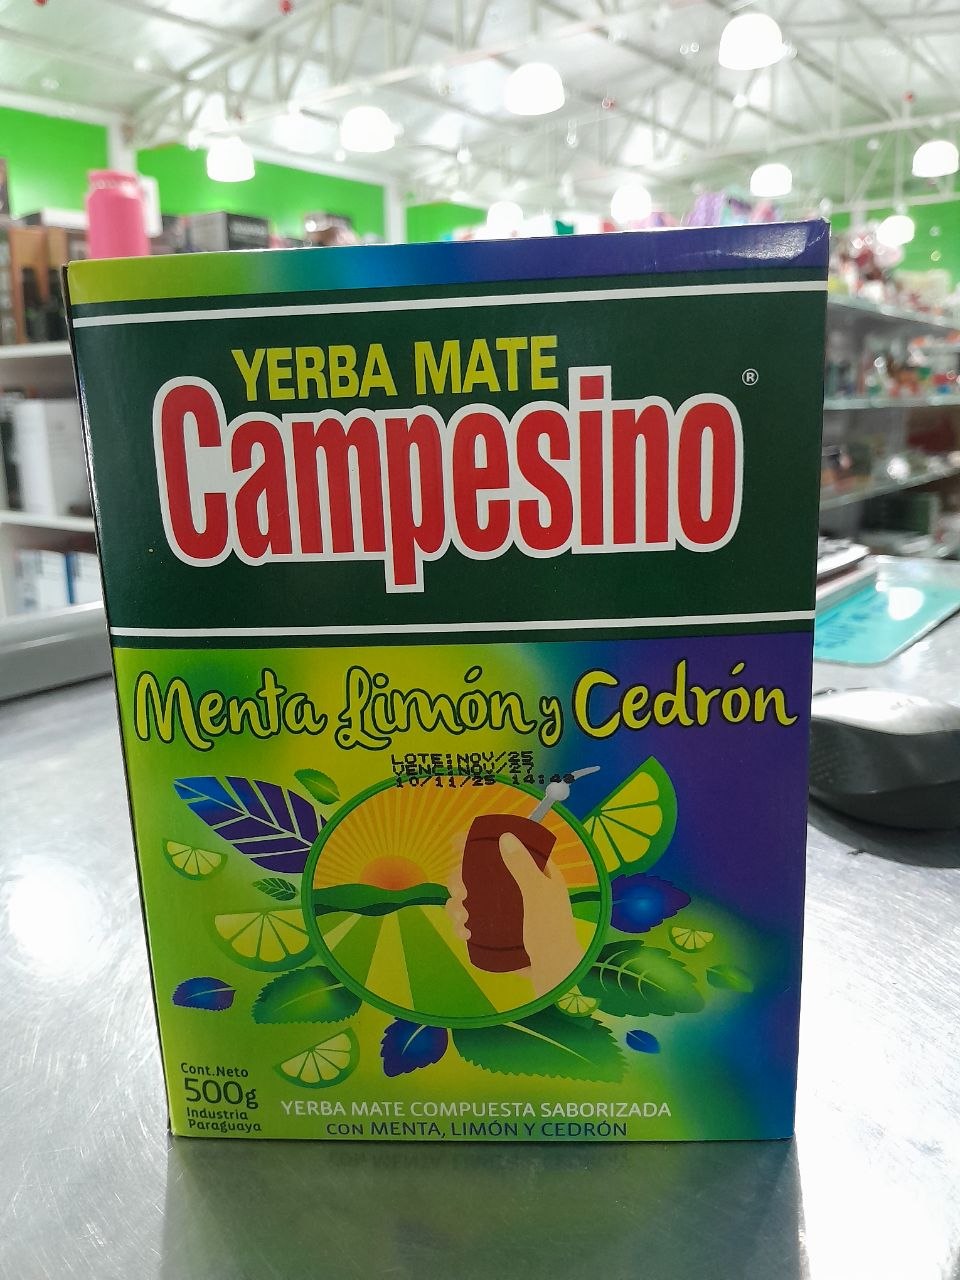 YERBA MATE
Campesino®
Menta Limón y Cedrón
LOTE:NOV/25
VENC:NOV/27
10/11/25 14:40
Cont.Neto
500g
Industria
Paraguaya
YERBA MATE COMPUESTA SABORIZADA
CON MENTA, LIMÓN Y CEDRÓN